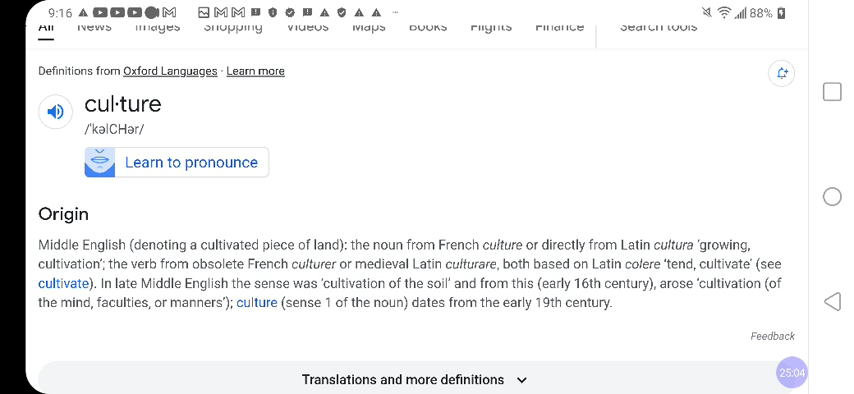 9:16 88%
All News Images Shopping Videos Maps Books Flights Finance Search tools
Definitions from Oxford Languages · Learn more
cul·ture
/ˈkəlCHər/
Learn to pronounce
Origin
Middle English (denoting a cultivated piece of land): the noun from French culture or directly from Latin cultura ‘growing,
cultivation’; the verb from obsolete French culturer or medieval Latin culturare, both based on Latin colere ‘tend, cultivate’ (see
cultivate). In late Middle English the sense was ‘cultivation of the soil’ and from this (early 16th century), arose ‘cultivation (of
the mind, faculties, or manners’); culture (sense 1 of the noun) dates from the early 19th century.
Feedback
25:04
Translations and more definitions